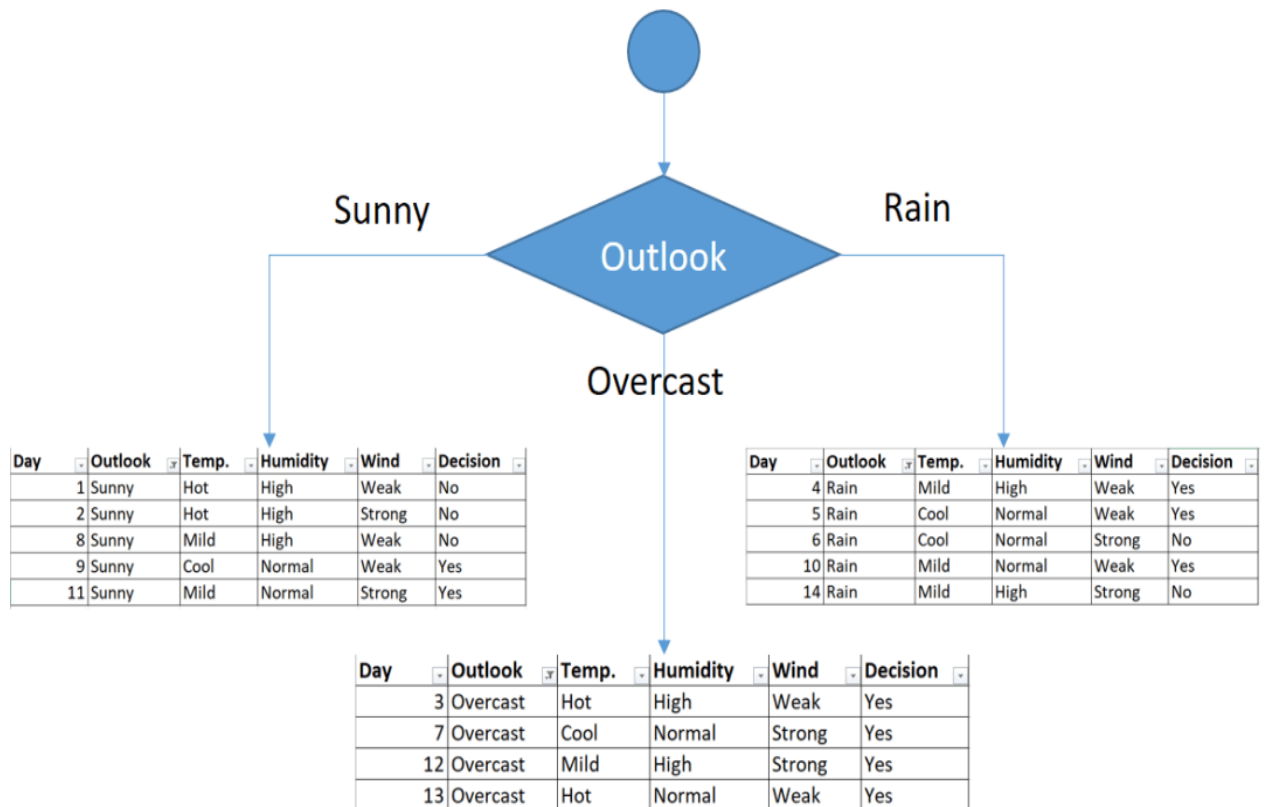 Sunny
Rain
Outlook
Overcast
Day Outlook Temp. Humidity Wind Decision
1 Sunny Hot High Weak No
2 Sunny Hot High Strong No
8 Sunny Mild High Weak No
9 Sunny Cool Normal Weak Yes
11 Sunny Mild Normal Strong Yes
Day Outlook Temp. Humidity Wind Decision
4 Rain Mild High Weak Yes
5 Rain Cool Normal Weak Yes
6 Rain Cool Normal Strong No
10 Rain Mild Normal Weak Yes
14 Rain Mild High Strong No
Day Outlook Temp. Humidity Wind Decision
3 Overcast Hot High Weak Yes
7 Overcast Cool Normal Strong Yes
12 Overcast Mild High Strong Yes
13 Overcast Hot Normal Weak Yes